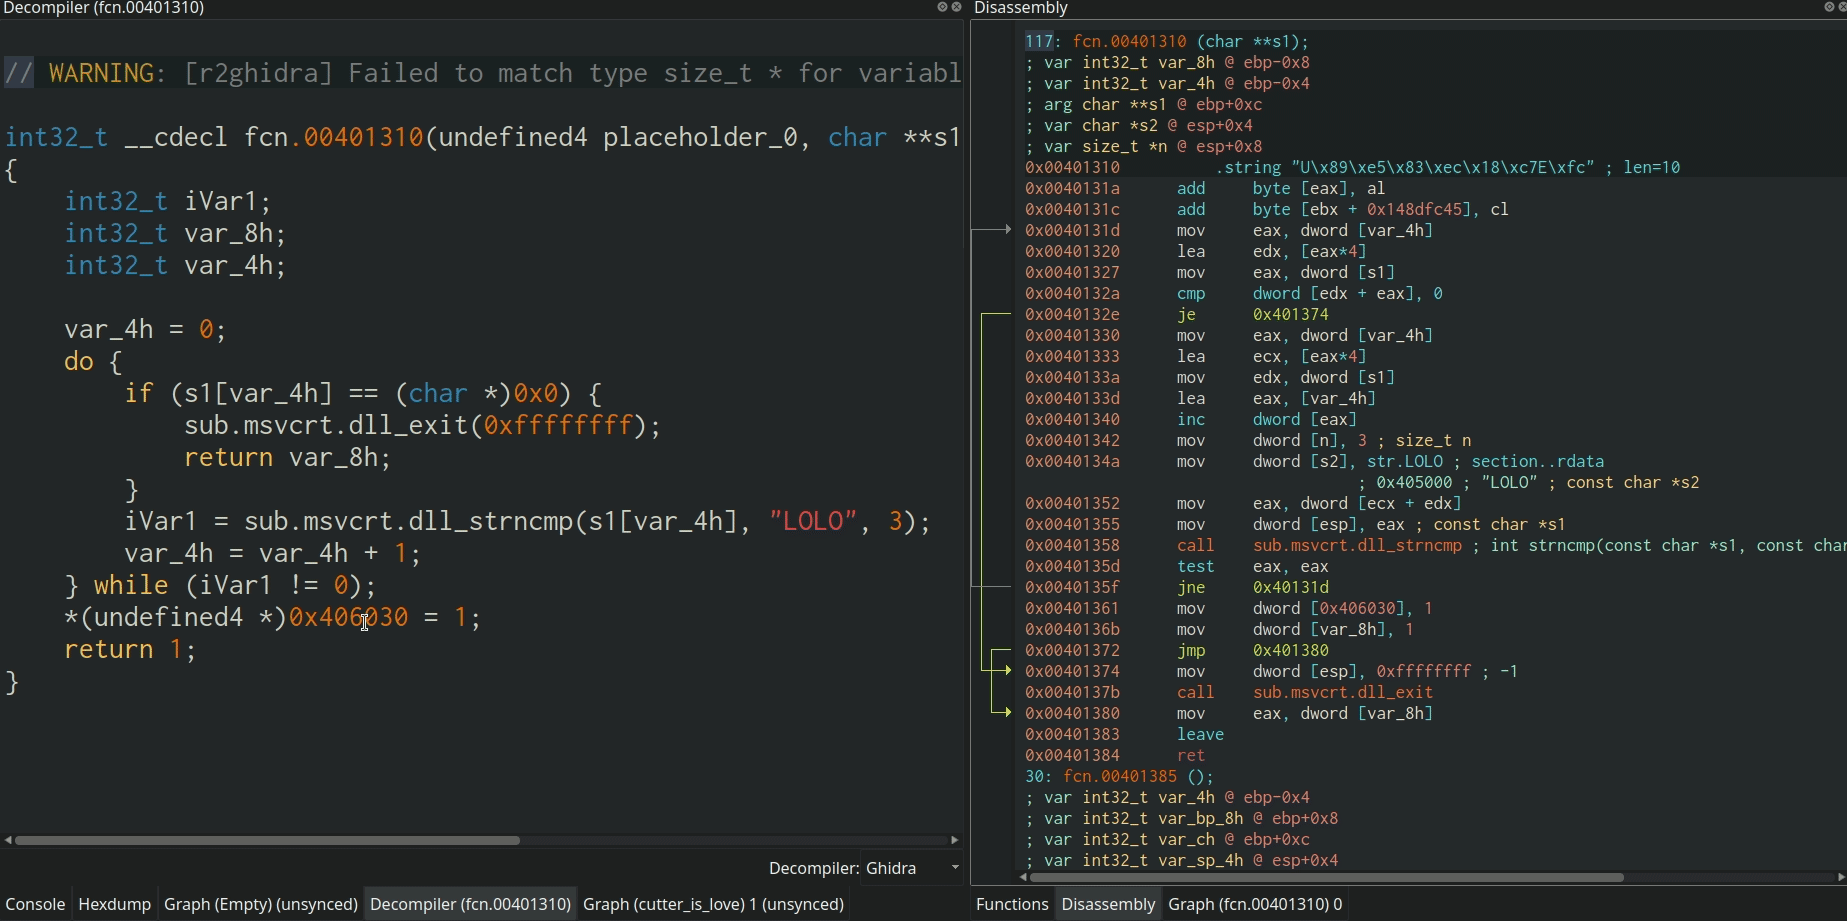 Decompiler (fcn.00401310)
// WARNING: [r2ghidra] Failed to match type size_t * for variabl
int32_t __cdecl fcn.00401310(undefined4 placeholder_0, char **s1
{
int32_t iVar1;
int32_t var_8h;
int32_t var_4h;
var_4h = 0;
do {
if (s1[var_4h] == (char *)0x0) {
sub.msvcrt.dll_exit(0xffffffff);
return var_8h;
}
iVar1 = sub.msvcrt.dll_strncmp(s1[var_4h], "LOLO", 3);
var_4h = var_4h + 1;
} while (iVar1 != 0);
*(undefined4 *)0x406030 = 1;
return 1;
}
Decompiler: Ghidra
Console Hexdump Graph (Empty) (unsynced) Decompiler (fcn.00401310) Graph (cutter_is_love) 1 (unsynced)
Disassembly
117: fcn.00401310 (char **s1);
; var int32_t var_8h @ ebp-0x8
; var int32_t var_4h @ ebp-0x4
; arg char **s1 @ ebp+0xc
; var char *s2 @ esp+0x4
; var size_t *n @ esp+0x8
0x00401310 .string "U\x89\xe5\x83\xec\x18\xc7E\xfc" ; len=10
0x0040131a add byte [eax], al
0x0040131c add byte [ebx + 0x148dfc45], cl
0x0040131d mov eax, dword [var_4h]
0x00401320 lea edx, [eax*4]
0x00401327 mov eax, dword [s1]
0x0040132a cmp dword [edx + eax], 0
0x0040132e je 0x401374
0x00401330 mov eax, dword [var_4h]
0x00401333 lea ecx, [eax*4]
0x0040133a mov edx, dword [s1]
0x0040133d lea eax, [var_4h]
0x00401340 inc dword [eax]
0x00401342 mov dword [n], 3 ; size_t n
0x0040134a mov dword [s2], str.LOLO ; section..rdata
; 0x405000 ; "LOLO" ; const char *s2
0x00401352 mov eax, dword [ecx + edx]
0x00401355 mov dword [esp], eax ; const char *s1
0x00401358 call sub.msvcrt.dll_strncmp ; int strncmp(const char *s1, const char
0x0040135d test eax, eax
0x0040135f jne 0x40131d
0x00401361 mov dword [0x406030], 1
0x0040136b mov dword [var_8h], 1
0x00401372 jmp 0x401380
0x00401374 mov dword [esp], 0xffffffff ; -1
0x0040137b call sub.msvcrt.dll_exit
0x00401380 mov eax, dword [var_8h]
0x00401383 leave
0x00401384 ret
30: fcn.00401385 ();
; var int32_t var_4h @ ebp-0x4
; var int32_t var_bp_8h @ ebp+0x8
; var int32_t var_ch @ ebp+0xc
; var int32_t var_sp_4h @ esp+0x4
Functions Disassembly Graph (fcn.00401310) 0